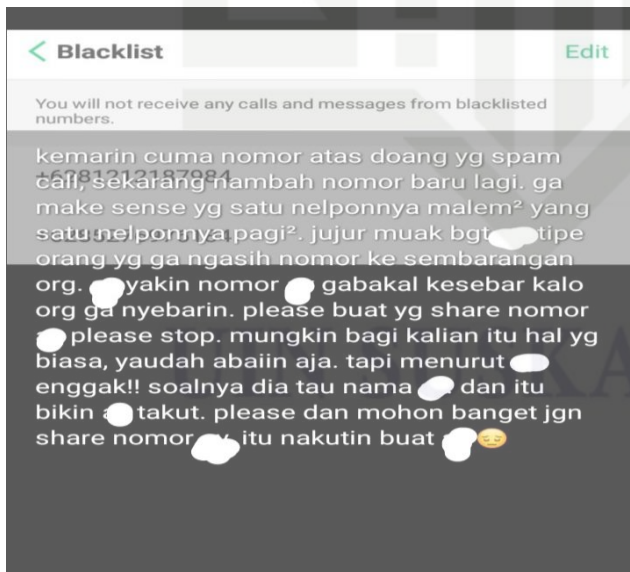 Blacklist
Edit
You will not receive any calls and messages from blacklisted
numbers.
kemarin cuma nomor atas doang yg spam
+6281212187984
call, sekarang nambah nomor baru lagi. ga
make sense yg satu nelponnya malem² yang
satu nelponnya pagi². jujur muak bgt tipe
orang yg ga ngasih nomor ke sembarangan
org. yakin nomor gabakal kesebar kalo
org ga nyebarin. please buat yg share nomor
please stop. mungkin bagi kalian itu hal yg
biasa, yaudah abaiin aja. tapi menurut
enggak!! soalnya dia tau nama dan itu
bikin takut. please dan mohon banget jgn
share nomor , itu nakutin buat 😔
UIN SUSKA